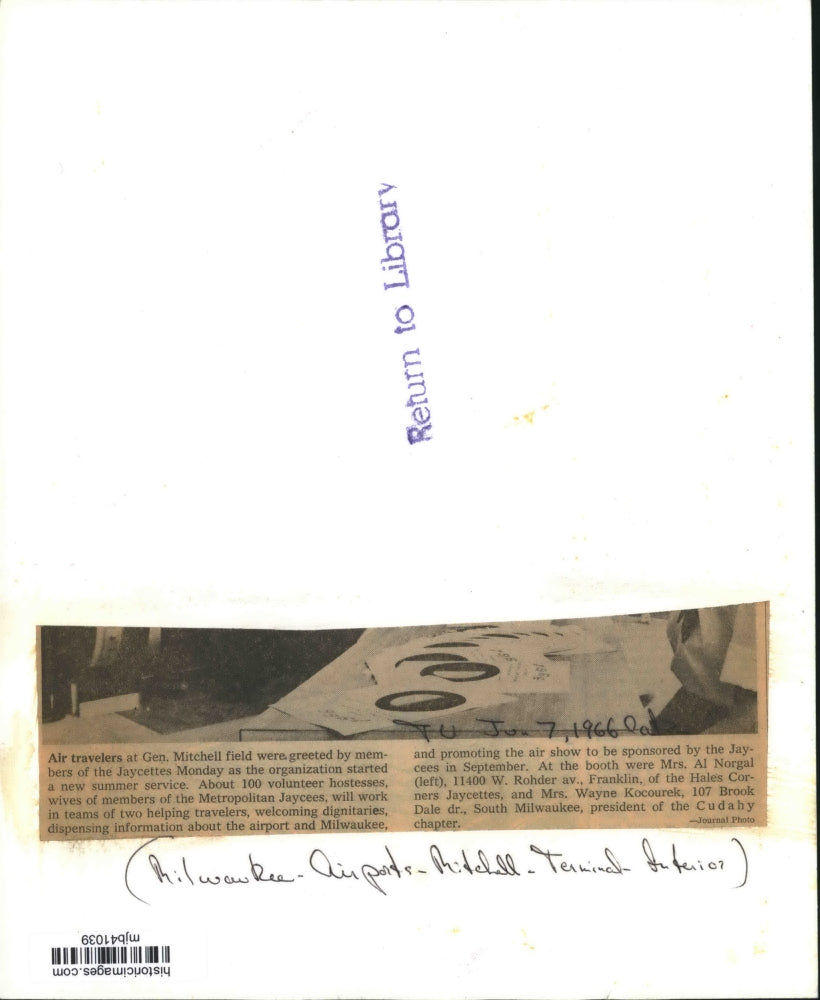 Return to Library
TU Jun 7, 1966
Air travelers at Gen. Mitchell field were greeted by mem-
bers of the Jaycettes Monday as the organization started
a new summer service. About 100 volunteer hostesses,
wives of members of the Metropolitan Jaycees, will work
in teams of two helping travelers, welcoming dignitaries,
dispensing information about the airport and Milwaukee,
and promoting the air show to be sponsored by the Jay-
cees in September. At the booth were Mrs. Al Norgal
(left), 11400 W. Rohder av., Franklin, of the Hales Cor-
ners Jaycettes, and Mrs. Wayne Kocourek, 107 Brook
Dale dr., South Milwaukee, president of the Cudahy
chapter.
—Journal Photo
(Milwaukee - Airports - Mitchell - Terminal - Interior)
mjb41039
historicimages.com